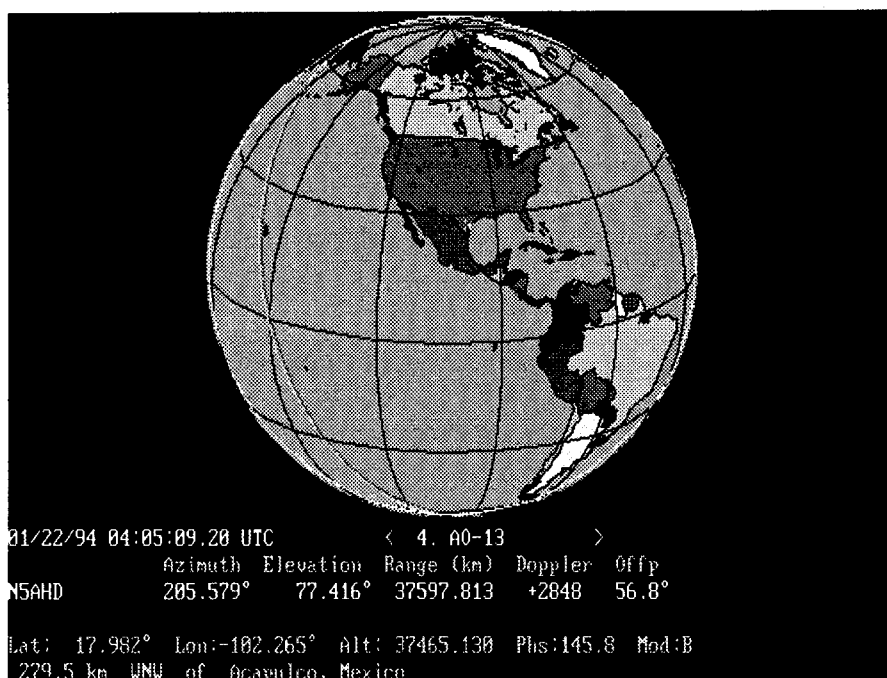 01/22/94 04:05:09.20 UTC < 4. AO-13 >
Azimuth Elevation Range (km) Doppler Offp
N5AHD 205.579° 77.416° 37597.813 +2848 56.8°
Lat: 17.982° Lon:-102.265° Alt: 37465.130 Phs:145.8 Mod:B
279.5 km WNW of Acapulco, Mexico